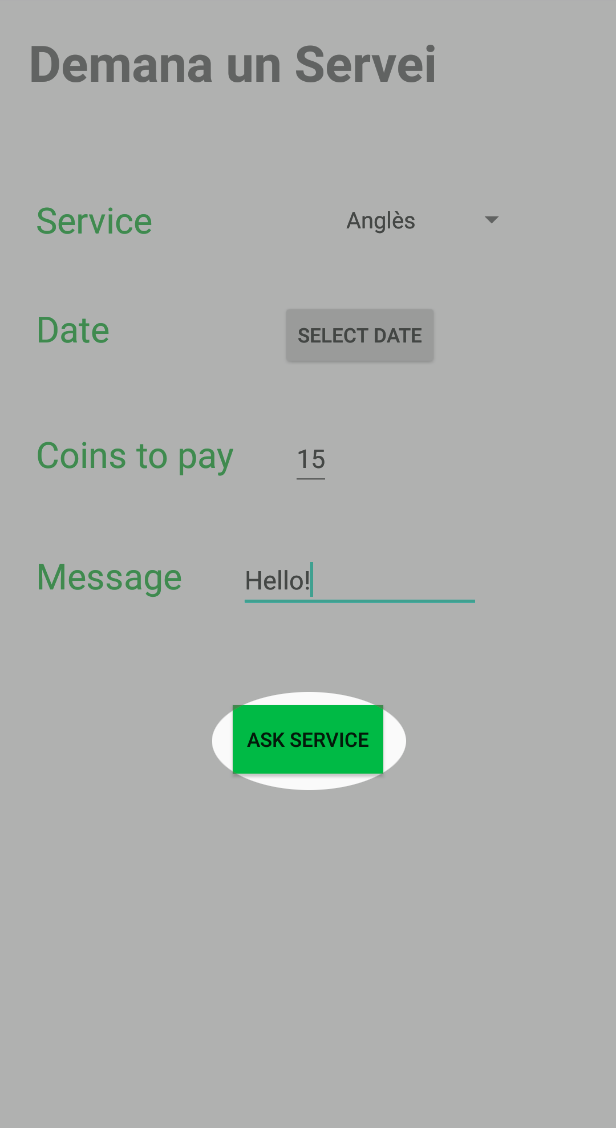 Demana un Servei
Service
Anglès
Date
SELECT DATE
Coins to pay
15
Message
Hello!
ASK SERVICE